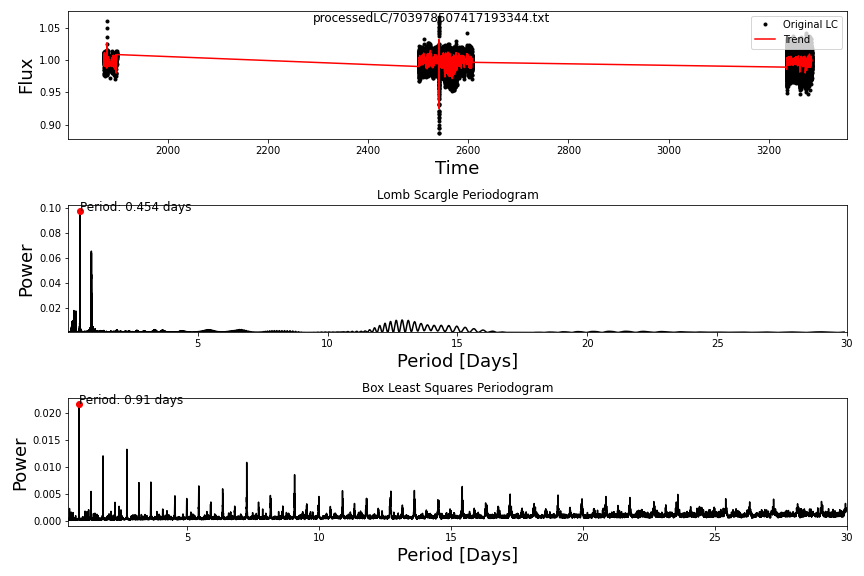 processedLC/703978507417193344.txt
Original LC
Trend
1.05
1.00
0.95
0.90
Flux
2000
2200
2400
2600
2800
3000
3200
Time
Lomb Scargle Periodogram
Period: 0.454 days
0.10
0.08
0.06
0.04
0.02
Power
5
10
15
20
25
30
Period [Days]
Box Least Squares Periodogram
Period: 0.91 days
0.020
0.015
0.010
0.005
0.000
Power
5
10
15
20
25
30
Period [Days]